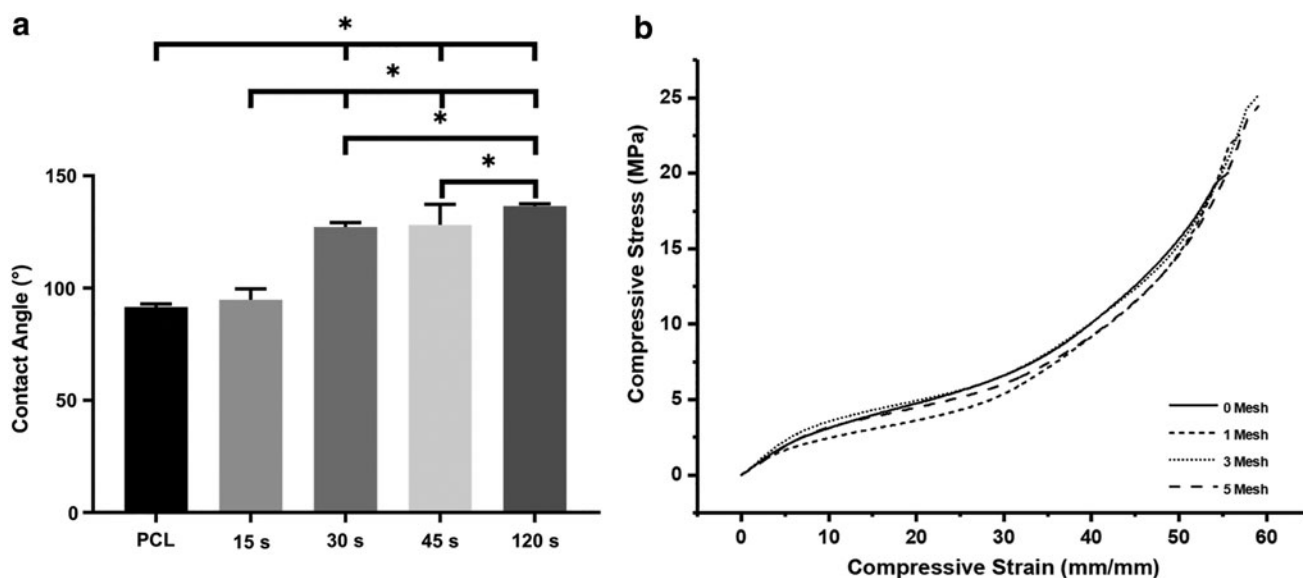 a
*
*
*
*
150
100
50
0
Contact Angle (°)
PCL 15 s 30 s 45 s 120 s
b
25
20
15
10
5
0
Compressive Stress (MPa)
0 Mesh
1 Mesh
3 Mesh
5 Mesh
0 10 20 30 40 50 60
Compressive Strain (mm/mm)